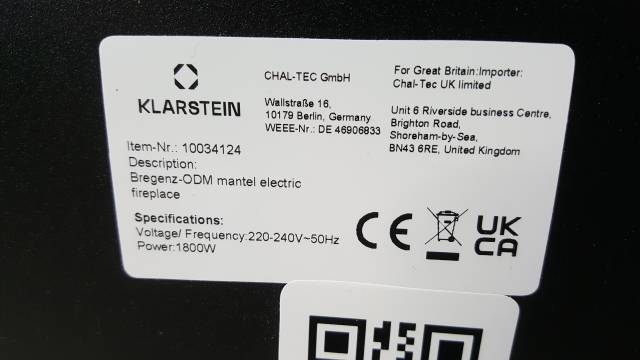 KLARSTEIN
CHAL-TEC GmbH
Wallstraße 16,
10179 Berlin, Germany
WEEE-Nr.: DE 46906833
For Great Britain:Importer:
Chal-Tec UK limited
Unit 6 Riverside business Centre,
Brighton Road,
Shoreham-by-Sea,
BN43 6RE, United Kingdom
Item-Nr.: 10034124
Description:
Bregenz-ODM mantel electric
fireplace
Specifications:
Voltage/ Frequency:220-240V~50Hz
Power:1800W
CE
UK
CA